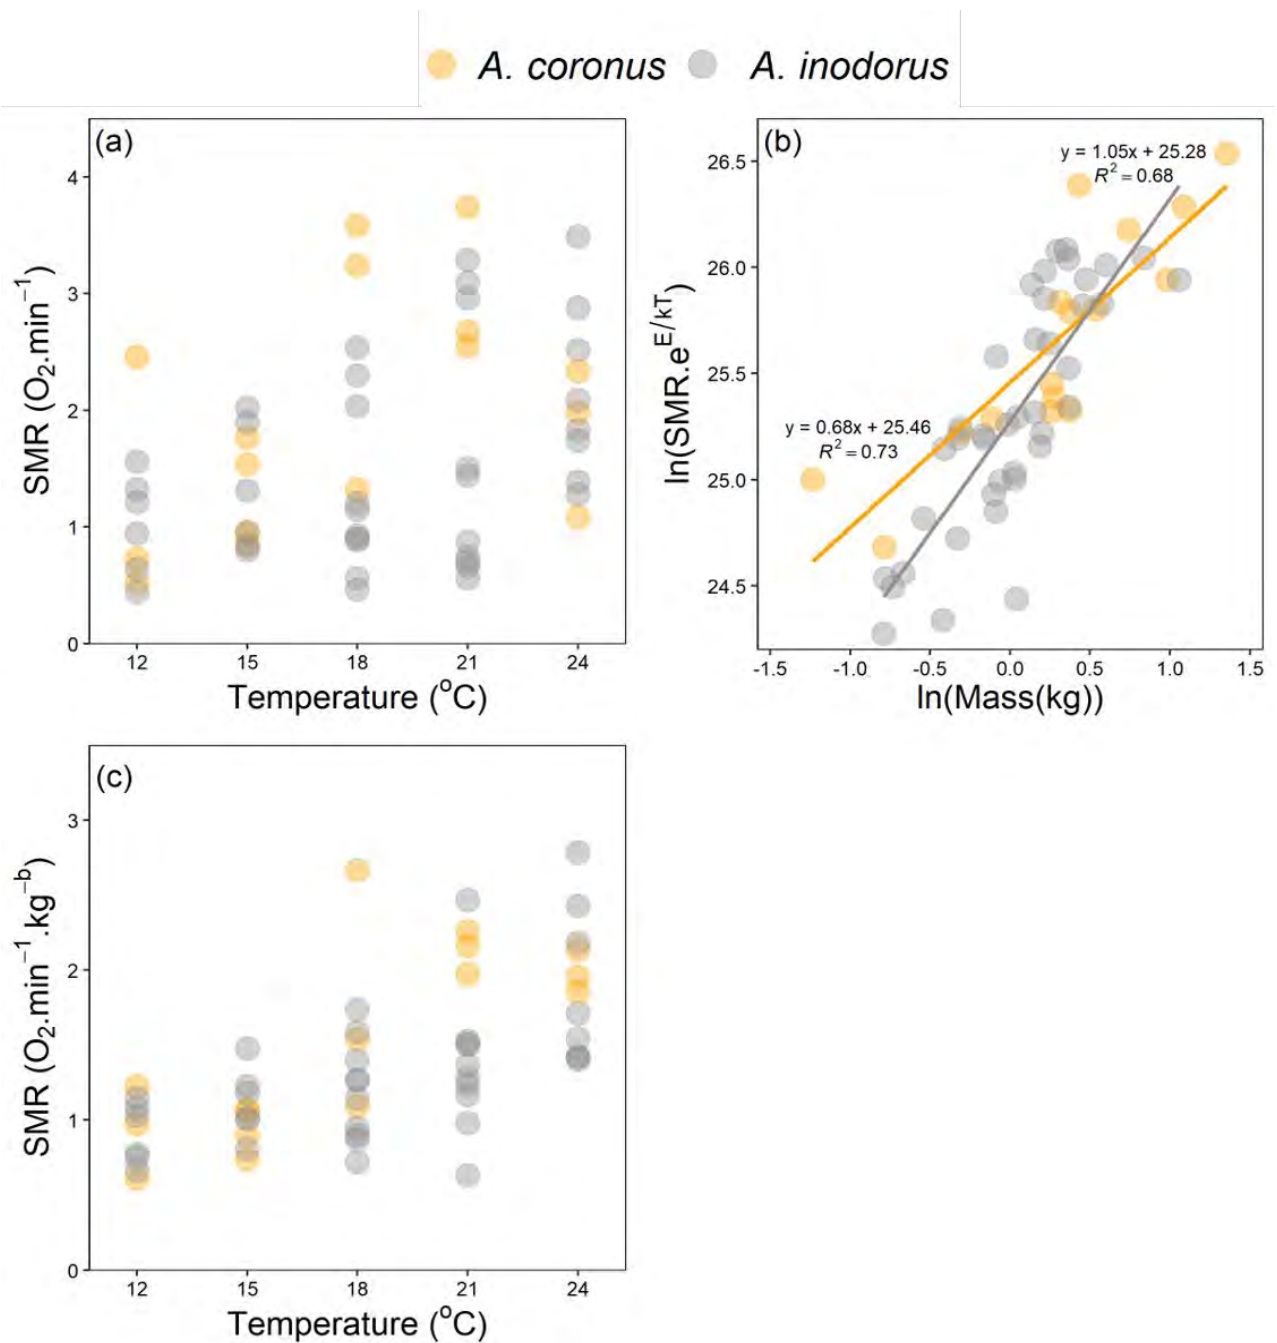 A. coronus A. inodorus
(a)
4
3
2
1
0
SMR (O₂.min⁻¹)
12 15 18 21 24
Temperature (°C)
(b)
y = 1.05x + 25.28
R² = 0.68
y = 0.68x + 25.46
R² = 0.73
26.5
26.0
25.5
25.0
24.5
ln(SMR.e^E/kT)
-1.5 -1.0 -0.5 0.0 0.5 1.0 1.5
ln(Mass(kg))
(c)
3
2
1
0
SMR (O₂.min⁻¹.kg⁻ᵇ)
12 15 18 21 24
Temperature (°C)